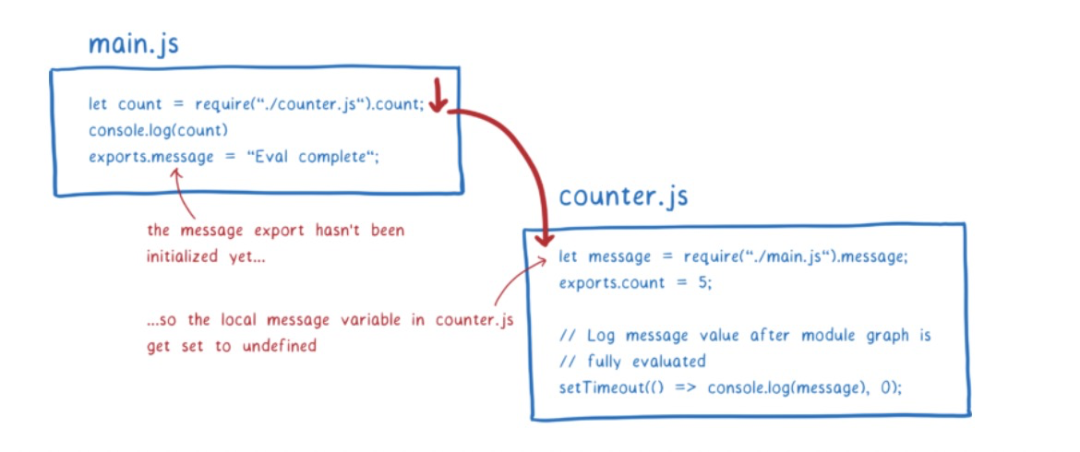 main.js
let count = require("./counter.js").count;
console.log(count)
exports.message = "Eval complete";
the message export hasn't been
initialized yet...
...so the local message variable in counter.js
get set to undefined
counter.js
let message = require("./main.js").message;
exports.count = 5;
// Log message value after module graph is
// fully evaluated
setTimeout(() => console.log(message), 0);